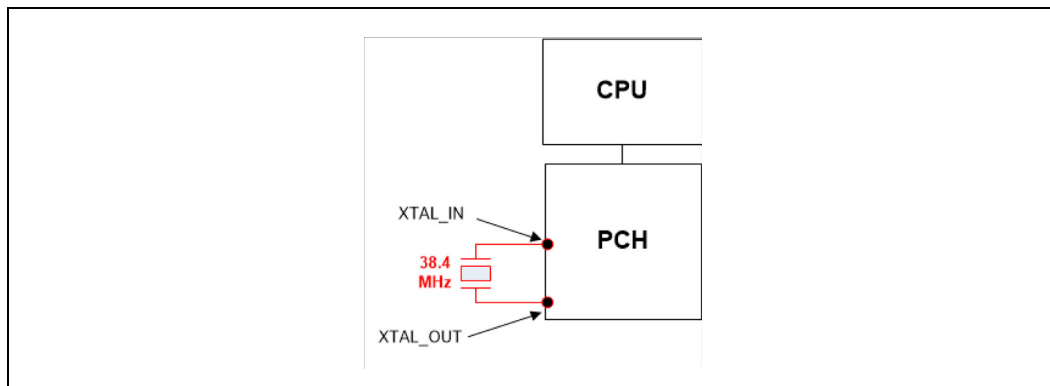 CPU
XTAL_IN
PCH
38.4
MHz
XTAL_OUT